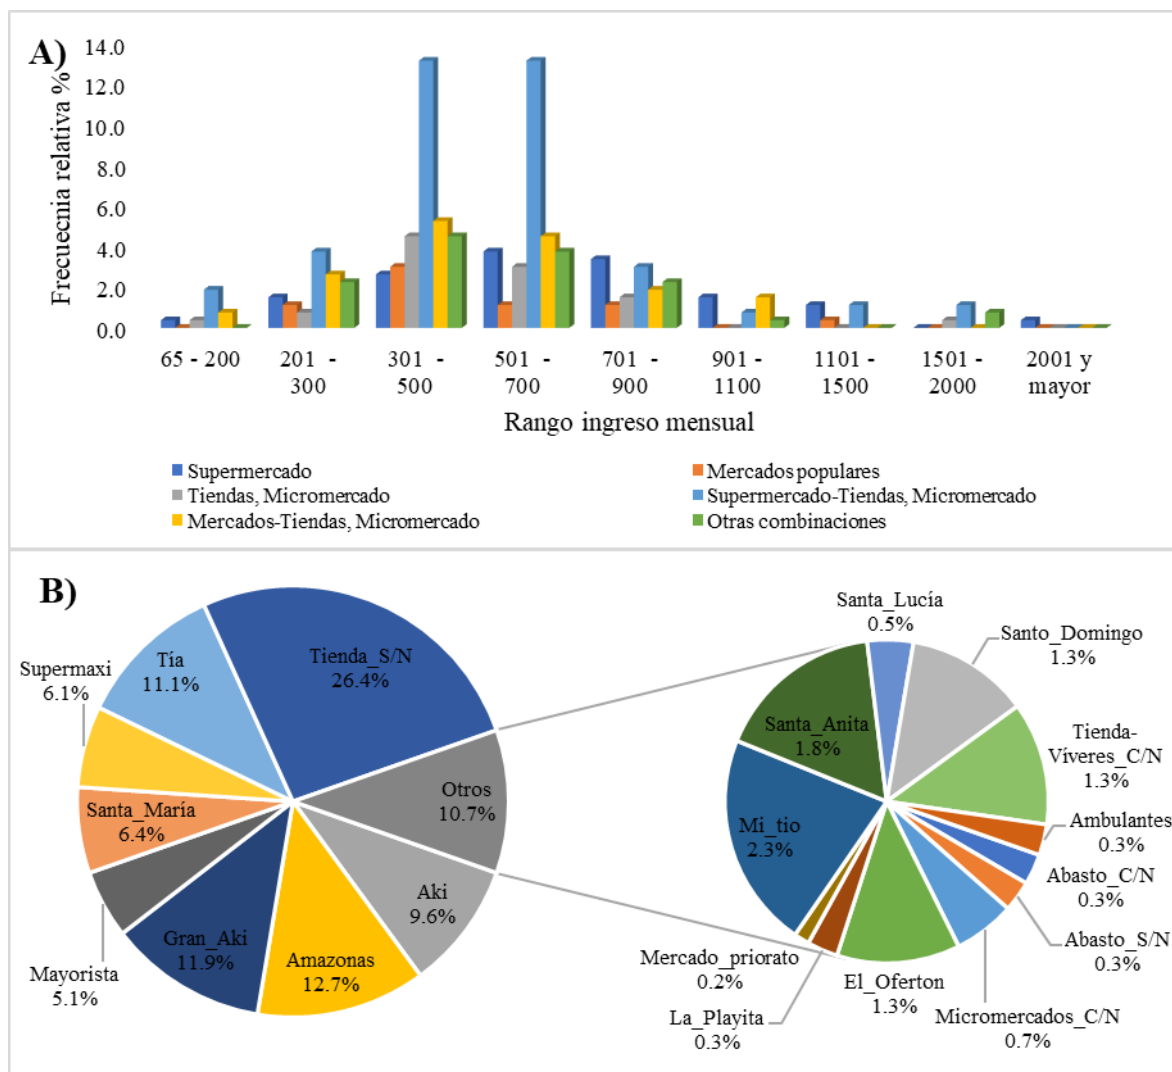 A)
Frecuecnia relativa %
14.0
12.0
10.0
8.0
6.0
4.0
2.0
0.0
65 - 200
201 -
300
301 -
500
501 -
700
701 -
900
901 -
1100
1101 -
1500
1501 -
2000
2001 y
mayor
Rango ingreso mensual
Supermercado
Mercados populares
Tiendas, Micromercado
Supermercado-Tiendas, Micromercado
Mercados-Tiendas, Micromercado
Otras combinaciones
B)
Tienda_S/N
26.4%
Otros
10.7%
Aki
9.6%
Amazonas
12.7%
Gran_Aki
11.9%
Mayorista
5.1%
Santa_María
6.4%
Supermaxi
6.1%
Tía
11.1%
Santa_Lucía
0.5%
Santo_Domingo
1.3%
Tienda-
Víveres_C/N
1.3%
Ambulantes
0.3%
Abasto_C/N
0.3%
Abasto_S/N
0.3%
Micromercados_C/N
0.7%
El_Oferton
1.3%
La_Playita
0.3%
Mercado_priorato
0.2%
Mi_tio
2.3%
Santa_Anita
1.8%